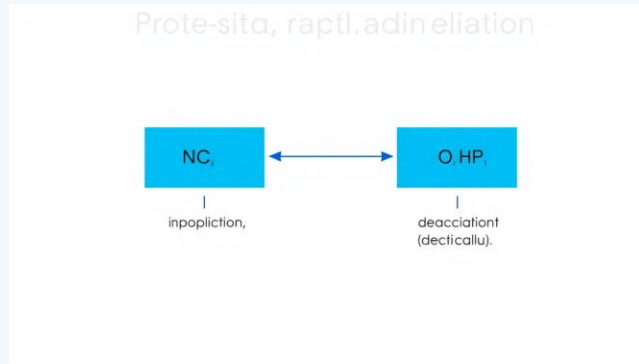 Prote-sita, raptl.adineliation
NC,
O, HP,
inpopliction,
deacciationt
(decticallu).